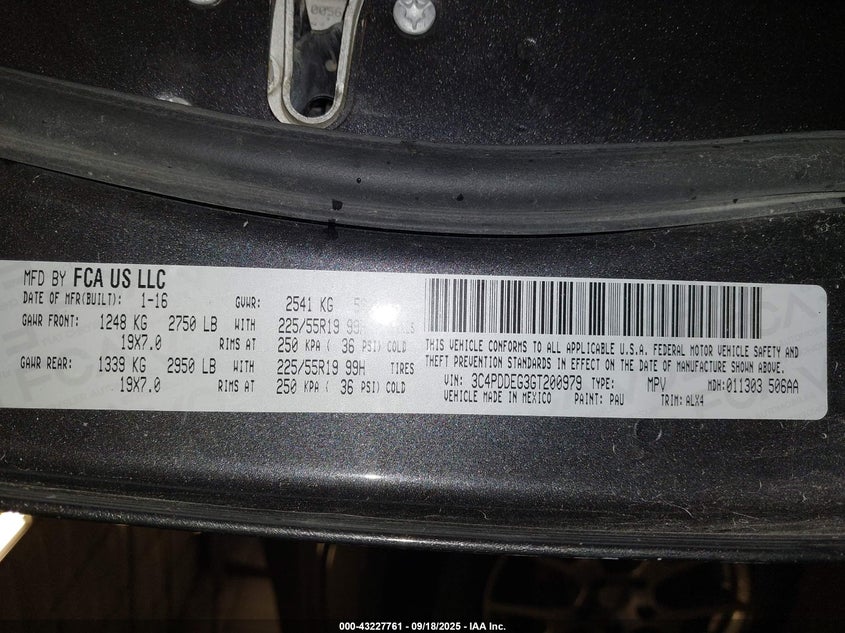 0056
MFD BY FCA US LLC
DATE OF MFR(BUILT): 1-16 GVWR: 2541 KG
GAWR FRONT: 1248 KG 2750 LB WITH 225/55R19
19X7.0 RIMS AT 250 KPA ( 36 PSI) COLD
GAWR REAR: 1339 KG 2950 LB WITH 225/55R19 99H TIRES
19X7.0 RIMS AT 250 KPA ( 36 PSI) COLD
THIS VEHICLE CONFORMS TO ALL APPLICABLE U.S.A. FEDERAL MOTOR VEHICLE SAFETY AND
THEFT PREVENTION STANDARDS IN EFFECT ON THE DATE OF MANUFACTURE SHOWN ABOVE.
VIN: 3C4PDDEG3GT200979 TYPE: MPV MDH: 011303 506AA
VEHICLE MADE IN MEXICO PAINT: PAU TRIM: ALX4
000-43227761 - 09/18/2025 - IAA Inc.